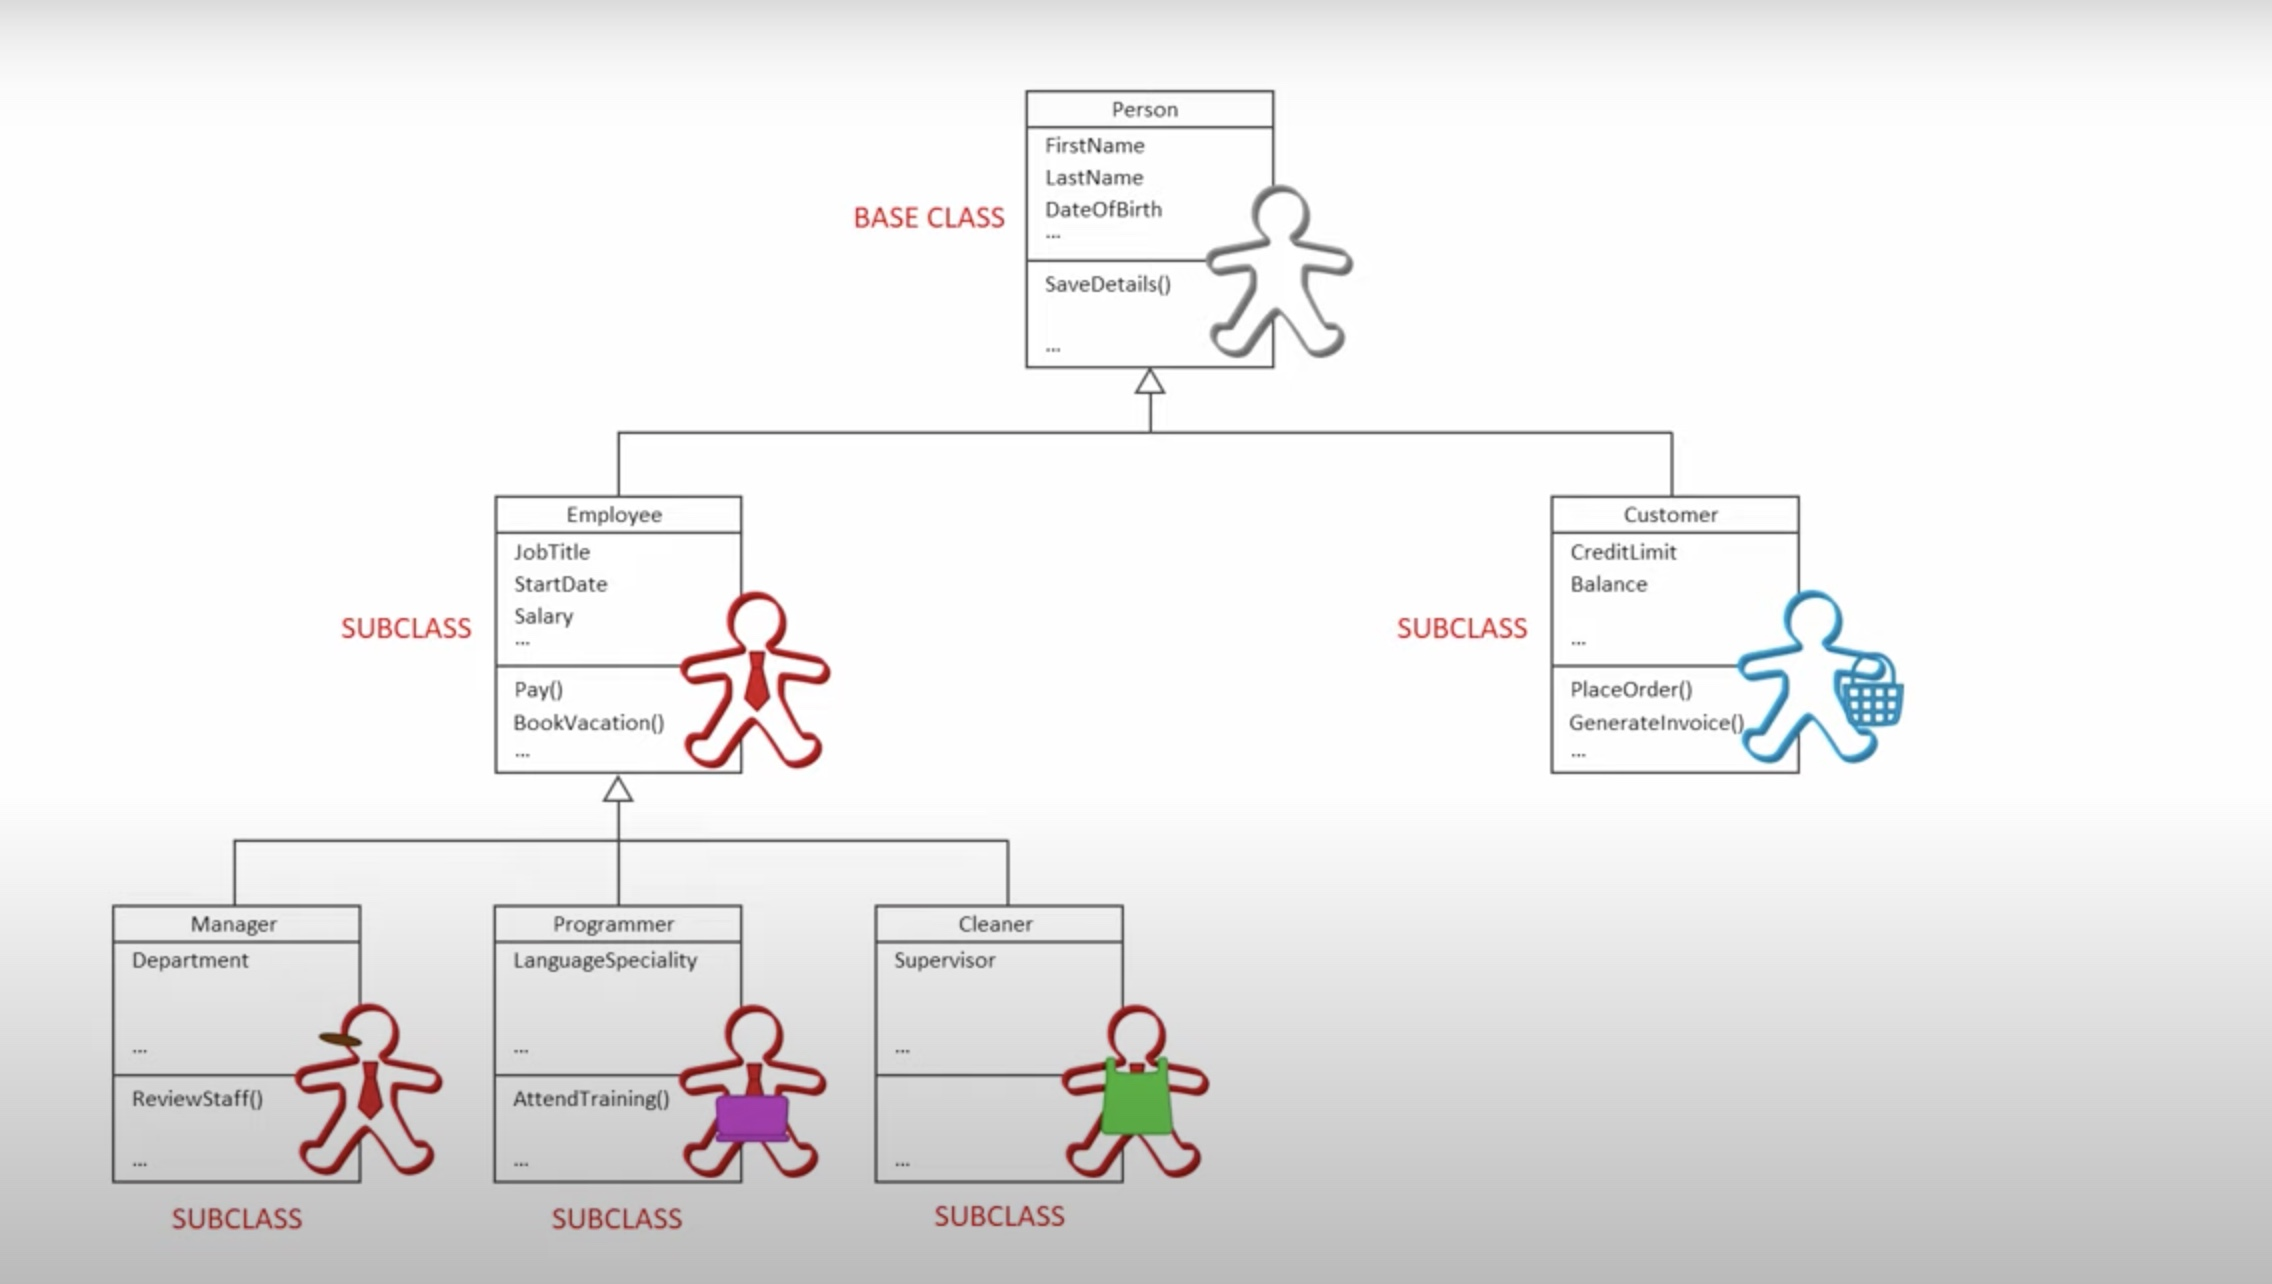 Person
FirstName
LastName
DateOfBirth
...
BASE CLASS
SaveDetails()
...
Employee
JobTitle
StartDate
Salary
...
SUBCLASS
Pay()
BookVacation()
...
Customer
CreditLimit
Balance
...
SUBCLASS
PlaceOrder()
GenerateInvoice()
...
Manager
Department
...
ReviewStaff()
...
SUBCLASS
Programmer
LanguageSpeciality
...
AttendTraining()
...
SUBCLASS
Cleaner
Supervisor
...
...
SUBCLASS